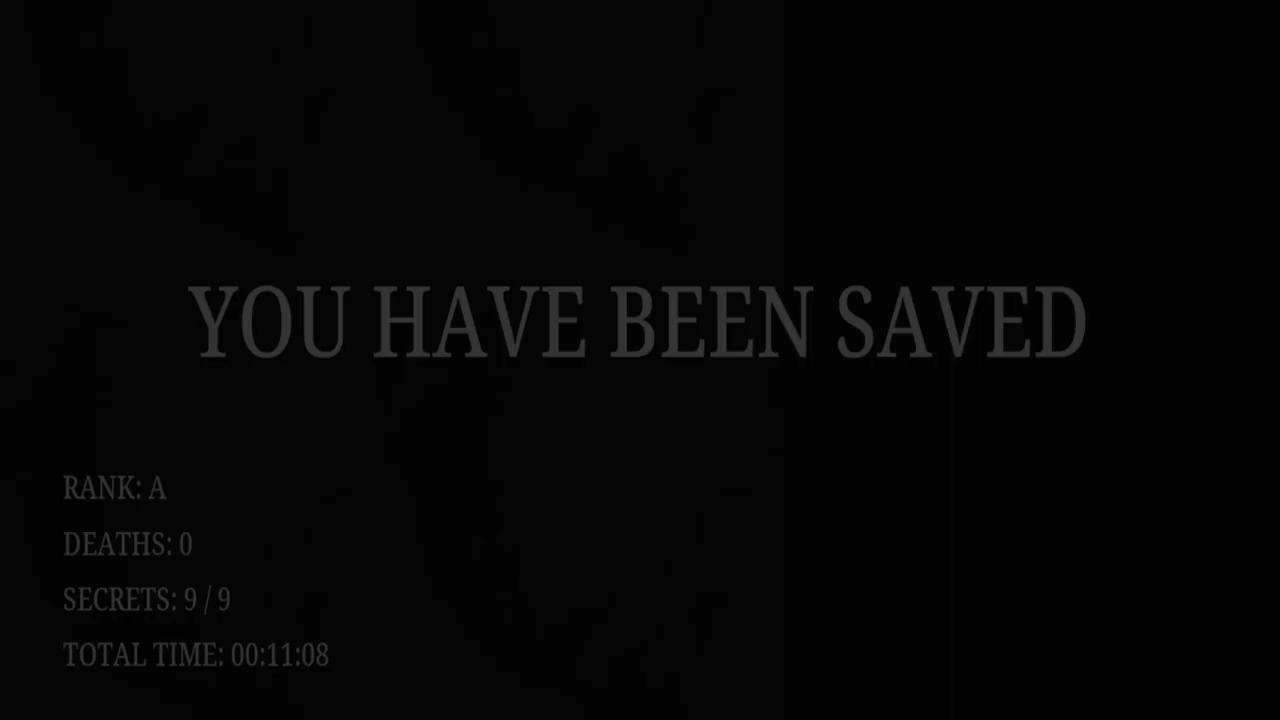 YOU HAVE BEEN SAVED
RANK: A
DEATHS: 0
SECRETS: 9 / 9
TOTAL TIME: 00:11:08